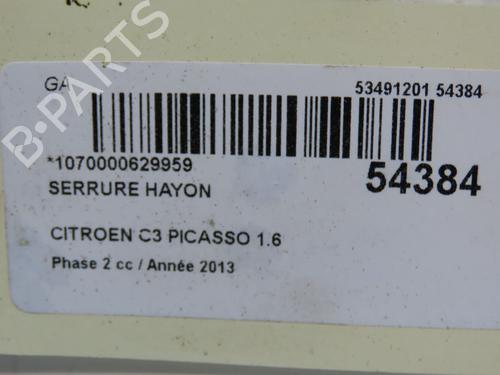 GA
53491201 54384
*1070000629959
54384
SERRURE HAYON
CITROEN C3 PICASSO 1.6
Phase 2 cc / Année 2013
B-PARTS